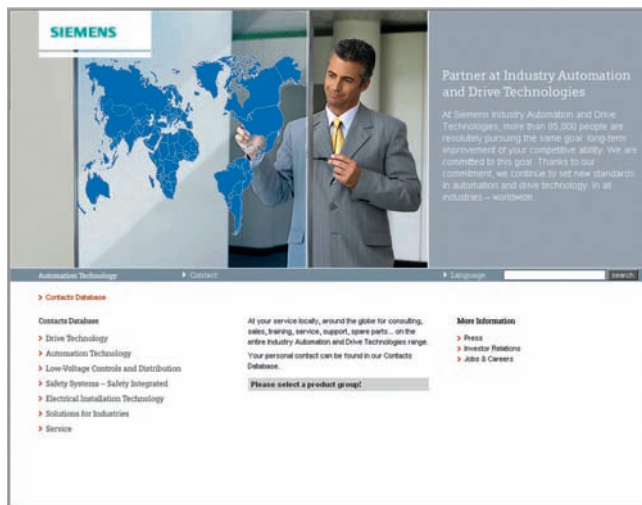 SIEMENS
Partner at Industry Automation
and Drive Technologies
At Siemens Industry Automation and Drive
Technologies, more than 85,000 people are
resolutely pursuing the same goal: long-term
improvement of your competitive ability. We are
committed to this goal. Thanks to our
commitment, we continue to set new standards
in automation and drive technology. In all
industries – worldwide.
Automation Technology
Contact
Language
search
Contacts Database
Contacts Database
Drive Technology
Automation Technology
Low-Voltage Controls and Distribution
Safety Systems – Safety Integrated
Electrical Installation Technology
Solutions for Industries
Service
At your service locally, around the globe for consulting,
sales, training, service, support, spare parts... on the
entire Industry Automation and Drive Technologies range.
Your personal contact can be found in our Contacts
Database.
Please select a product group!
More Information
Press
Investor Relations
Jobs & Careers